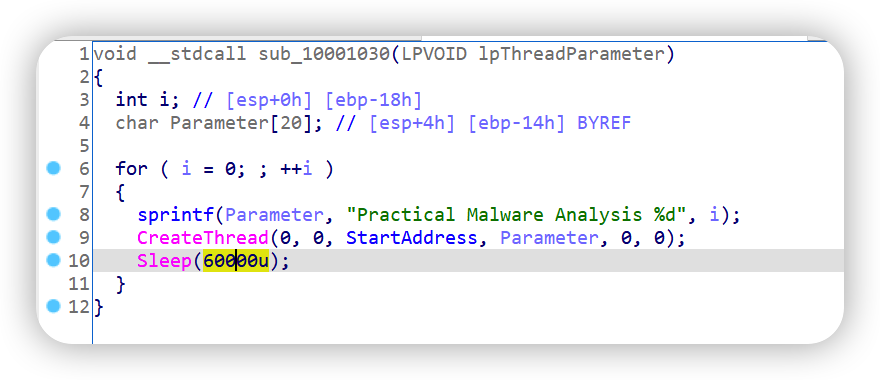 1 void __stdcall sub_10001030(LPVOID lpThreadParameter)
2 {
3 int i; // [esp+0h] [ebp-18h]
4 char Parameter[20]; // [esp+4h] [ebp-14h] BYREF
5
6 for ( i = 0; ; ++i )
7 {
8 sprintf(Parameter, "Practical Malware Analysis %d", i);
9 CreateThread(0, 0, StartAddress, Parameter, 0, 0);
10 Sleep(60000u);
11 }
12 }